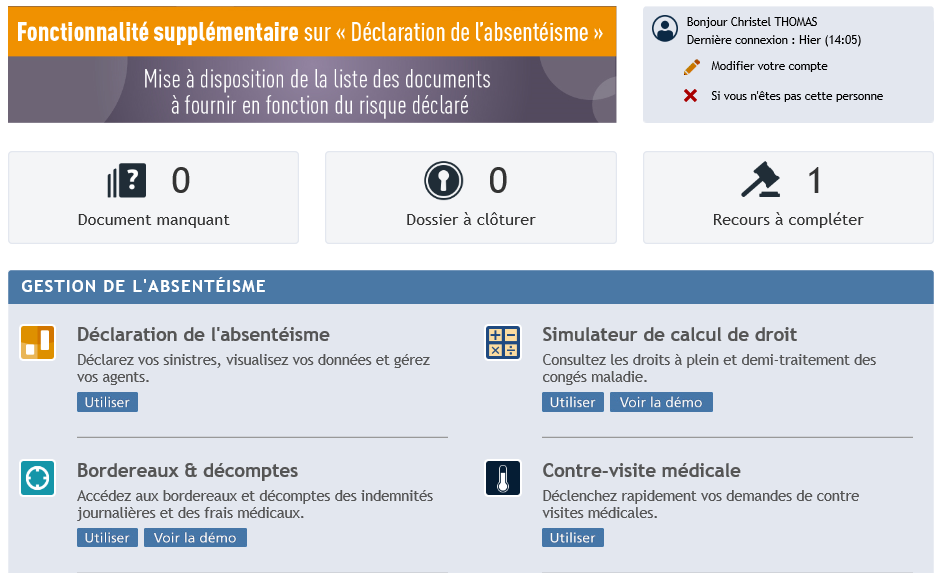 Fonctionnalité supplémentaire sur « Déclaration de l'absentéisme »
Mise à disposition de la liste des documents
à fournir en fonction du risque déclaré
Bonjour Christel THOMAS
Dernière connexion : Hier (14:05)
Modifier votre compte
Si vous n'êtes pas cette personne
? 0
Document manquant
0
Dossier à clôturer
1
Recours à compléter
GESTION DE L'ABSENTÉISME
Déclaration de l'absentéisme
Déclarez vos sinistres, visualisez vos données et gérez
vos agents.
Utiliser
Simulateur de calcul de droit
Consultez les droits à plein et demi-traitement des
congés maladie.
Utiliser Voir la démo
Bordereaux & décomptes
Accédez aux bordereaux et décomptes des indemnités
journalières et des frais médicaux.
Utiliser Voir la démo
Contre-visite médicale
Déclenchez rapidement vos demandes de contre
visites médicales.
Utiliser